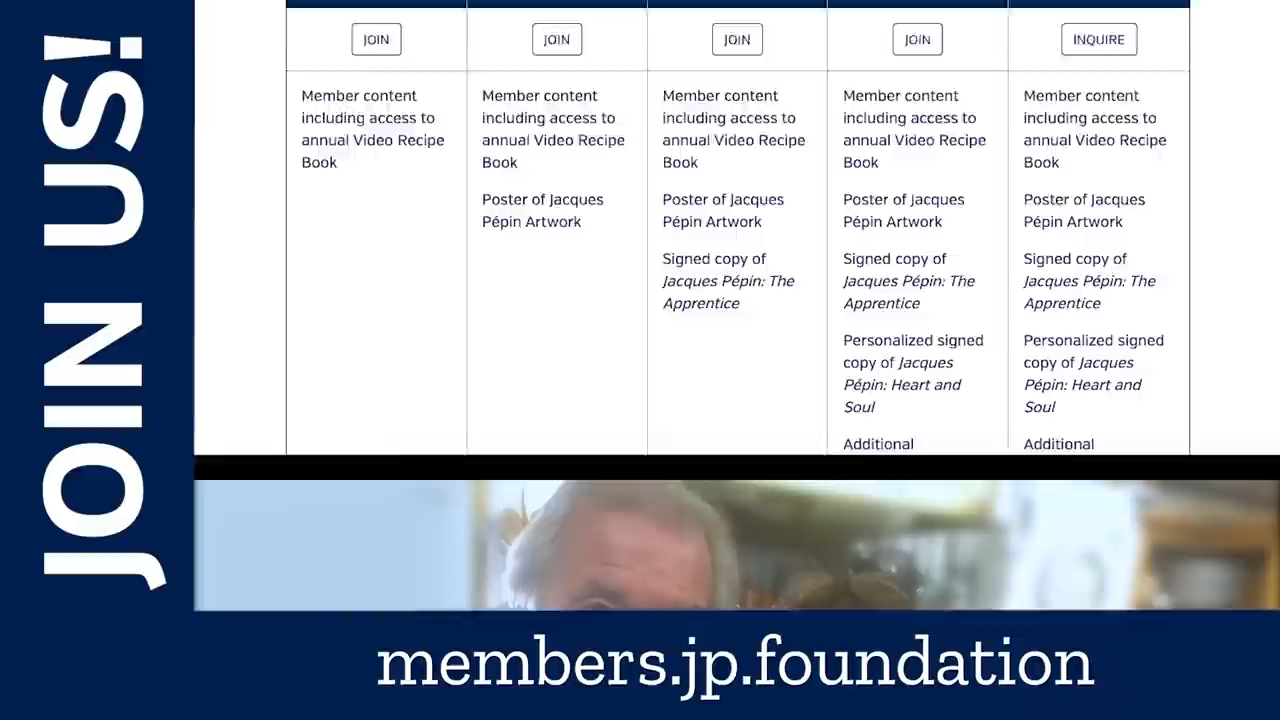 JOIN US!
JOIN
JOIN
JOIN
JOIN
INQUIRE
Member content
including access to
annual Video Recipe
Book
Member content
including access to
annual Video Recipe
Book
Poster of Jacques
Pépin Artwork
Member content
including access to
annual Video Recipe
Book
Poster of Jacques
Pépin Artwork
Signed copy of
Jacques Pépin: The
Apprentice
Member content
including access to
annual Video Recipe
Book
Poster of Jacques
Pépin Artwork
Signed copy of
Jacques Pépin: The
Apprentice
Personalized signed
copy of Jacques
Pépin: Heart and
Soul
Additional
Member content
including access to
annual Video Recipe
Book
Poster of Jacques
Pépin Artwork
Signed copy of
Jacques Pépin: The
Apprentice
Personalized signed
copy of Jacques
Pépin: Heart and
Soul
Additional
members.jp.foundation